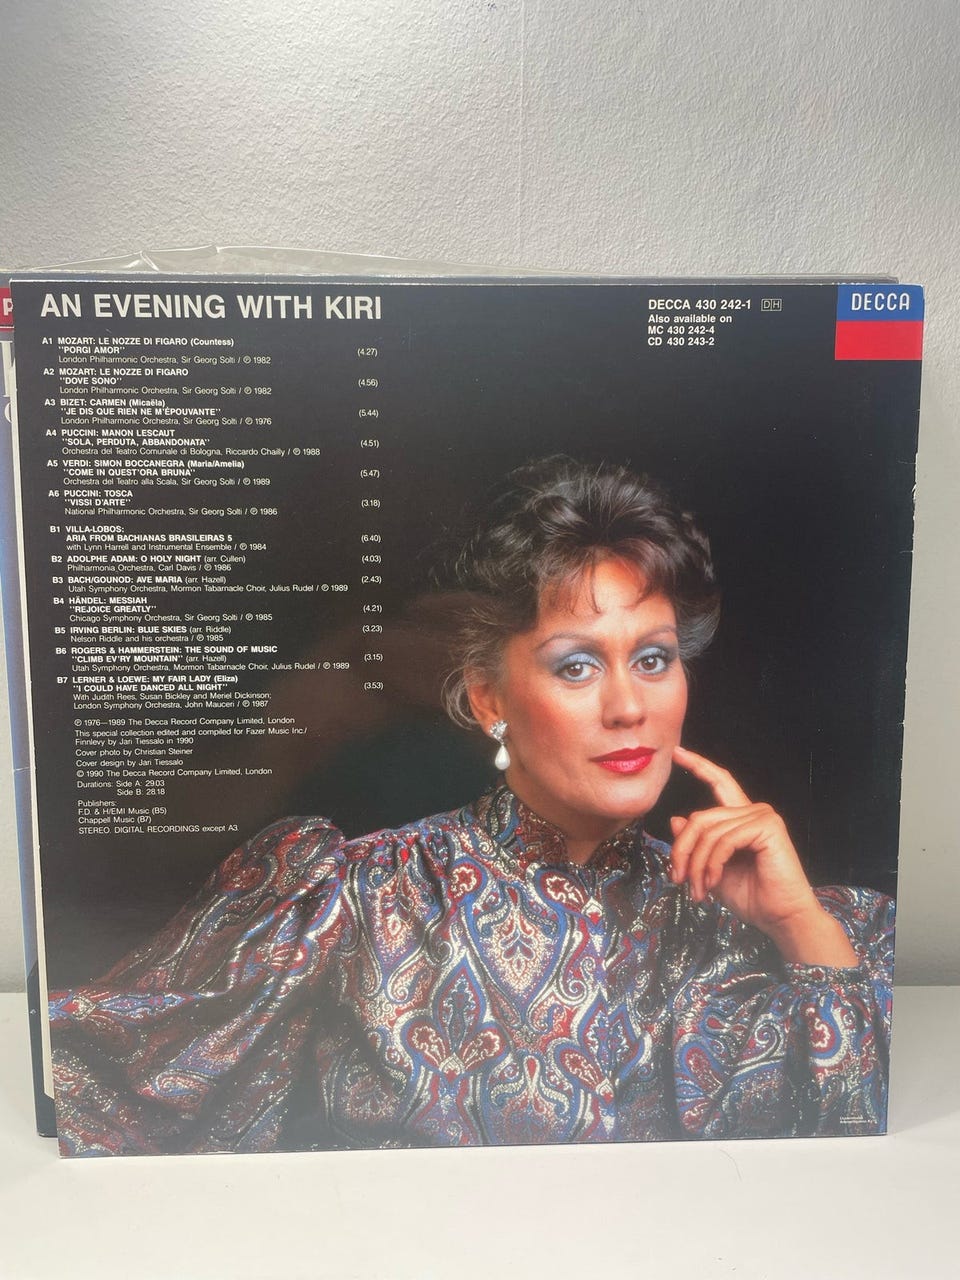 AN EVENING WITH KIRI
DECCA 430 242-1 DH
Also available on
MC 430 242-4
CD 430 243-2
DECCA
A1 MOZART: LE NOZZE DI FIGARO (Countess)
"PORGI AMOR" (4.27)
London Philharmonic Orchestra, Sir Georg Solti / ℗ 1982
A2 MOZART: LE NOZZE DI FIGARO
"DOVE SONO" (4.56)
London Philharmonic Orchestra, Sir Georg Solti / ℗ 1982
A3 BIZET: CARMEN (Micaëla)
"JE DIS QUE RIEN NE M'ÉPOUVANTE" (5.44)
London Philharmonic Orchestra, Sir Georg Solti / ℗ 1976
A4 PUCCINI: MANON LESCAUT
"SOLA, PERDUTA, ABBANDONATA" (4.51)
Orchestra del Teatro Comunale di Bologna, Riccardo Chailly / ℗ 1988
A5 VERDI: SIMON BOCCANEGRA (Maria/Amelia)
"COME IN QUEST'ORA BRUNA" (5.47)
Orchestra del Teatro alla Scala, Sir Georg Solti / ℗ 1989
A6 PUCCINI: TOSCA
"VISSI D'ARTE" (3.18)
National Philharmonic Orchestra, Sir Georg Solti / ℗ 1986
B1 VILLA-LOBOS:
ARIA FROM BACHIANAS BRASILEIRAS 5 (6.40)
with Lynn Harrell and Instrumental Ensemble / ℗ 1984
B2 ADOLPHE ADAM: O HOLY NIGHT (arr. Cullen) (4.03)
Philharmonia Orchestra, Carl Davis / ℗ 1986
B3 BACH/GOUNOD: AVE MARIA (arr. Hazell) (2.43)
Utah Symphony Orchestra, Mormon Tabarnacle Choir, Julius Rudel / ℗ 1989
B4 HÄNDEL: MESSIAH
"REJOICE GREATLY" (4.21)
Chicago Symphony Orchestra, Sir Georg Solti / ℗ 1985
B5 IRVING BERLIN: BLUE SKIES (arr. Riddle) (3.23)
Nelson Riddle and his orchestra / ℗ 1985
B6 ROGERS & HAMMERSTEIN: THE SOUND OF MUSIC
"CLIMB EV'RY MOUNTAIN" (arr. Hazell) (3.15)
Utah Symphony Orchestra, Mormon Tabarnacle Choir, Julius Rudel / ℗ 1989
B7 LERNER & LOEWE: MY FAIR LADY (Eliza)
"I COULD HAVE DANCED ALL NIGHT" (3.53)
With Judith Rees, Susan Bickley and Meriel Dickinson;
London Symphony Orchestra, John Mauceri / ℗ 1987
℗ 1976—1989 The Decca Record Company Limited, London
This special collection edited and compiled for Fazer Music Inc./
Finnlevy by Jari Tiessalo in 1990
Cover photo by Christian Steiner
Cover design by Jari Tiessalo
© 1990 The Decca Record Company Limited, London
Durations: Side A: 29.03
Side B: 28.18
Publishers:
F.D. & H/EMI Music (B5)
Chappell Music (B7)
STEREO. DIGITAL RECORDINGS except A3.